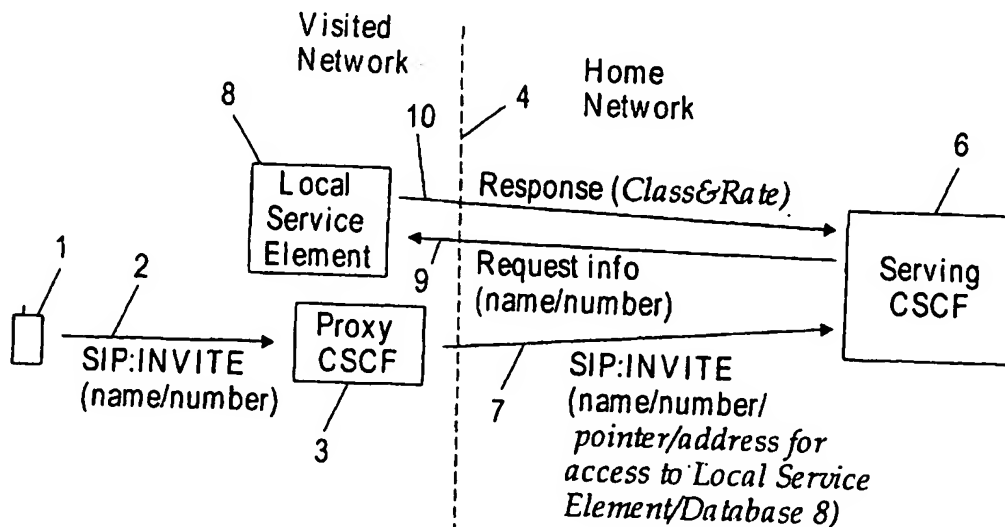 Visited
Network
Home
Network
4
8
10
6
Local
Service
Element
Response (Class&Rate).
9
Request info
(name/number)
Serving
CSCF
1
2
Proxy
CSCF
SIP:INVITE
(name/number)
3
7
SIP:INVITE
(name/number/
pointer/address for
access to Local Service
Element/Database 8)